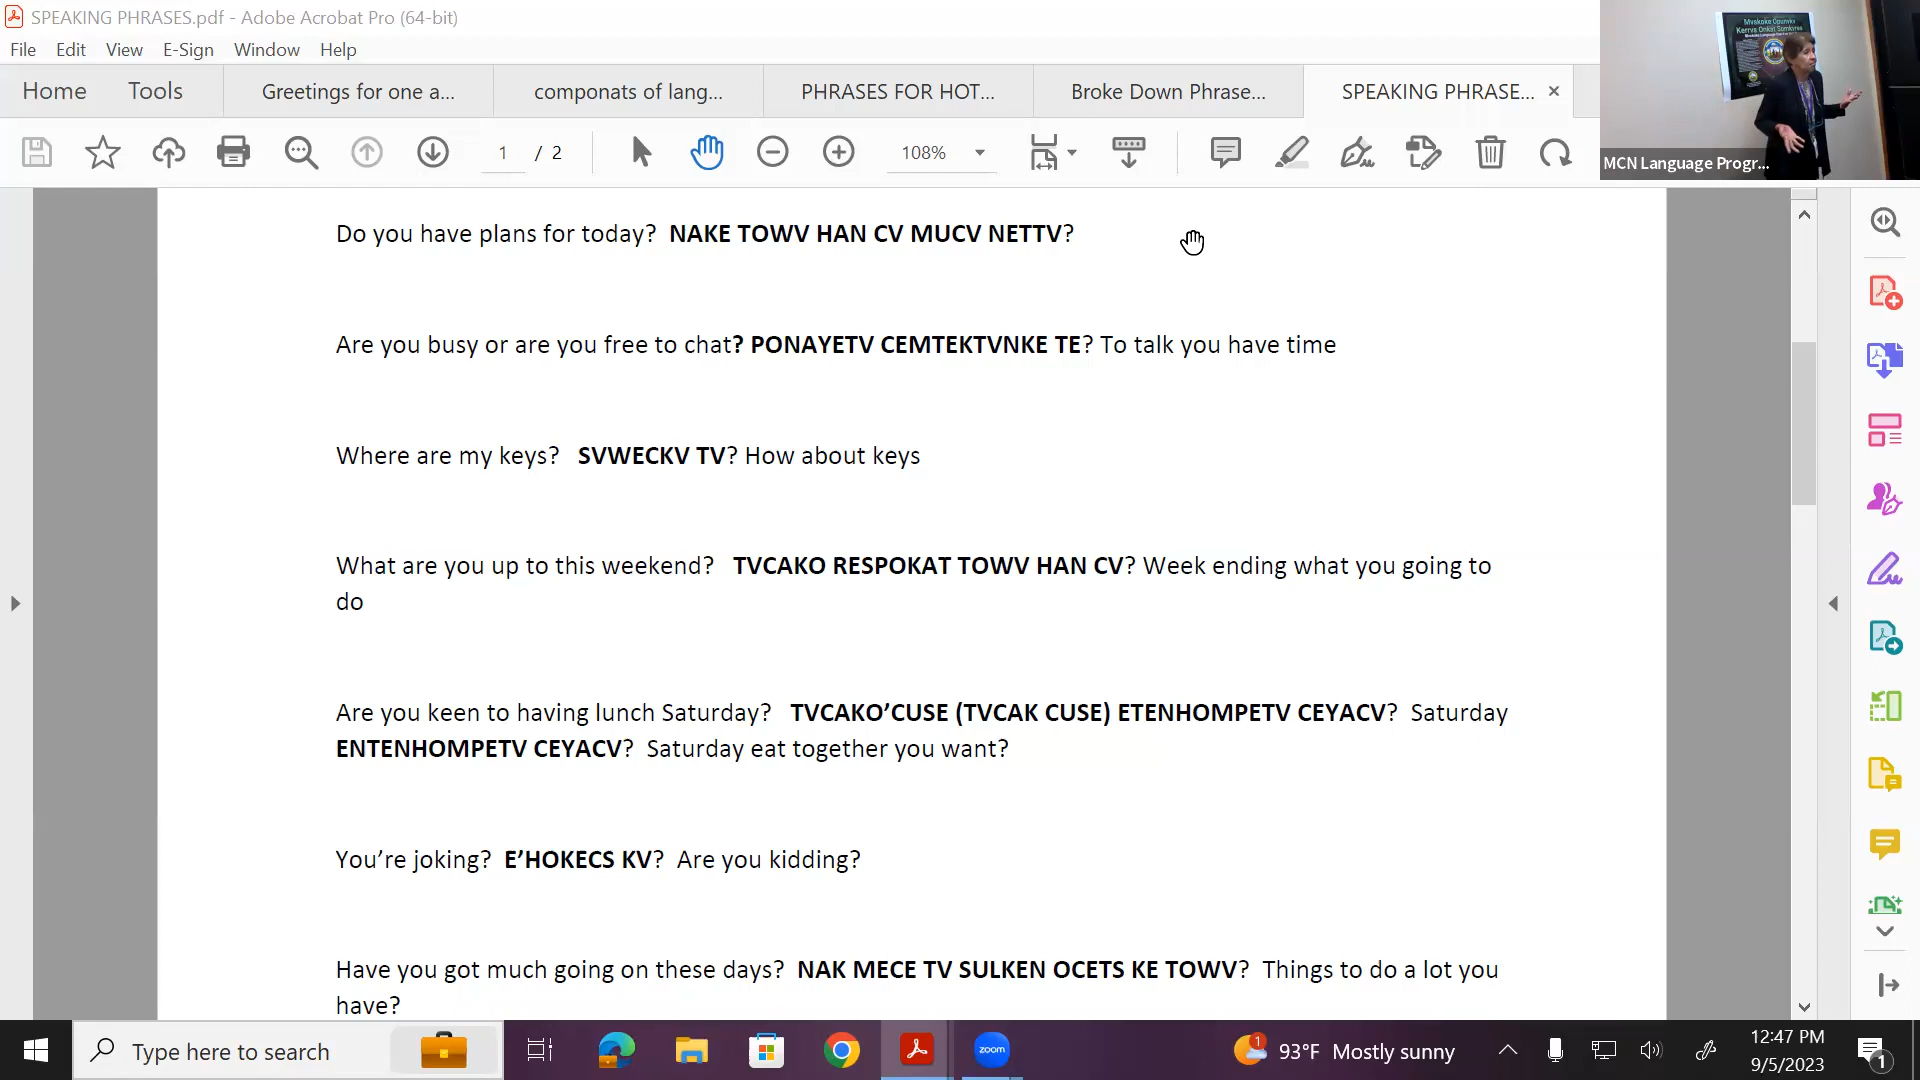 SPEAKING PHRASES.pdf - Adobe Acrobat Pro (64-bit)
File Edit View E-Sign Window Help
Home Tools Greetings for one a... componats of lang... PHRASES FOR HOT... Broke Down Phrase... SPEAKING PHRASE... ×
1 / 2 108%
Mvskoke Opunvkv
Kerrvs Onkot Somkvres
MCN Language Progr...
Do you have plans for today? NAKE TOWV HAN CV MUCV NETTV?
Are you busy or are you free to chat? PONAYETV CEMTEKTVNKE TE? To talk you have time
Where are my keys? SVWECKV TV? How about keys
What are you up to this weekend? TVCAKO RESPOKAT TOWV HAN CV? Week ending what you going to
do
Are you keen to having lunch Saturday? TVCAKO’CUSE (TVCAK CUSE) ETENHOMPETV CEYACV? Saturday
ENTENHOMPETV CEYACV? Saturday eat together you want?
You’re joking? E’HOKECS KV? Are you kidding?
Have you got much going on these days? NAK MECE TV SULKEN OCETS KE TOWV? Things to do a lot you
have?
Type here to search
zoom
1
93°F Mostly sunny
12:47 PM
9/5/2023
1